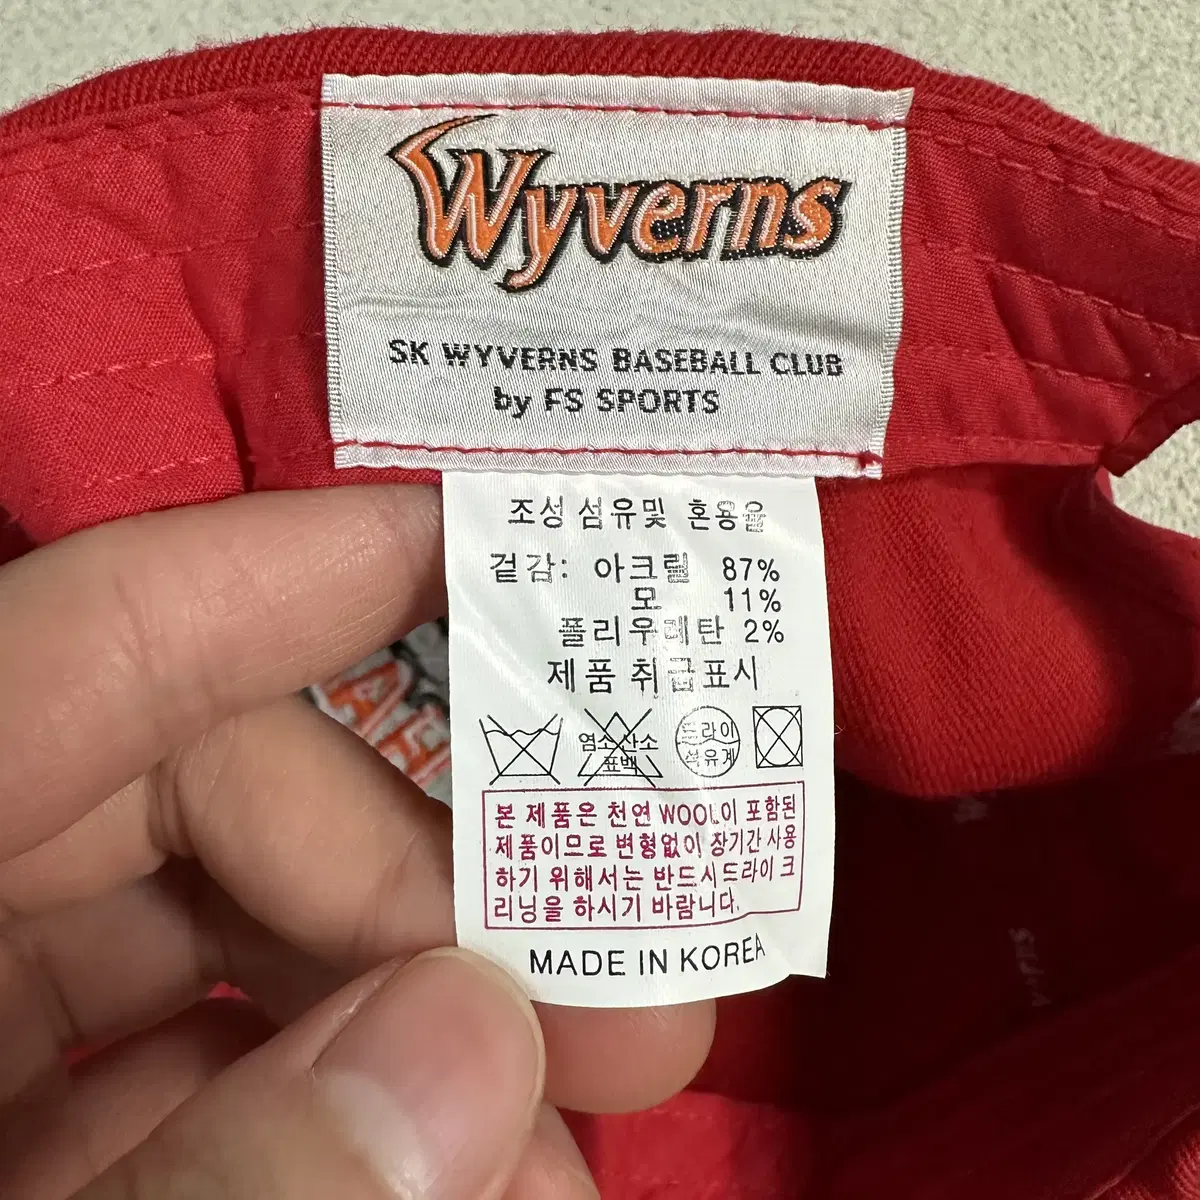 Wyverns
SK WYVERNS BASEBALL CLUB
by FS SPORTS
조성 섬유및 혼용율
겉감: 아크릴 87%
모 11%
폴리우레탄 2%
제품 취급표시
염소 산소
표백
드라이
석유계
본 제품은 천연 WOOL이 포함된
제품이므로 변형없이 장기간 사용
하기 위해서는 반드시 드라이 크
리닝을 하시기 바람니다.
MADE IN KOREA